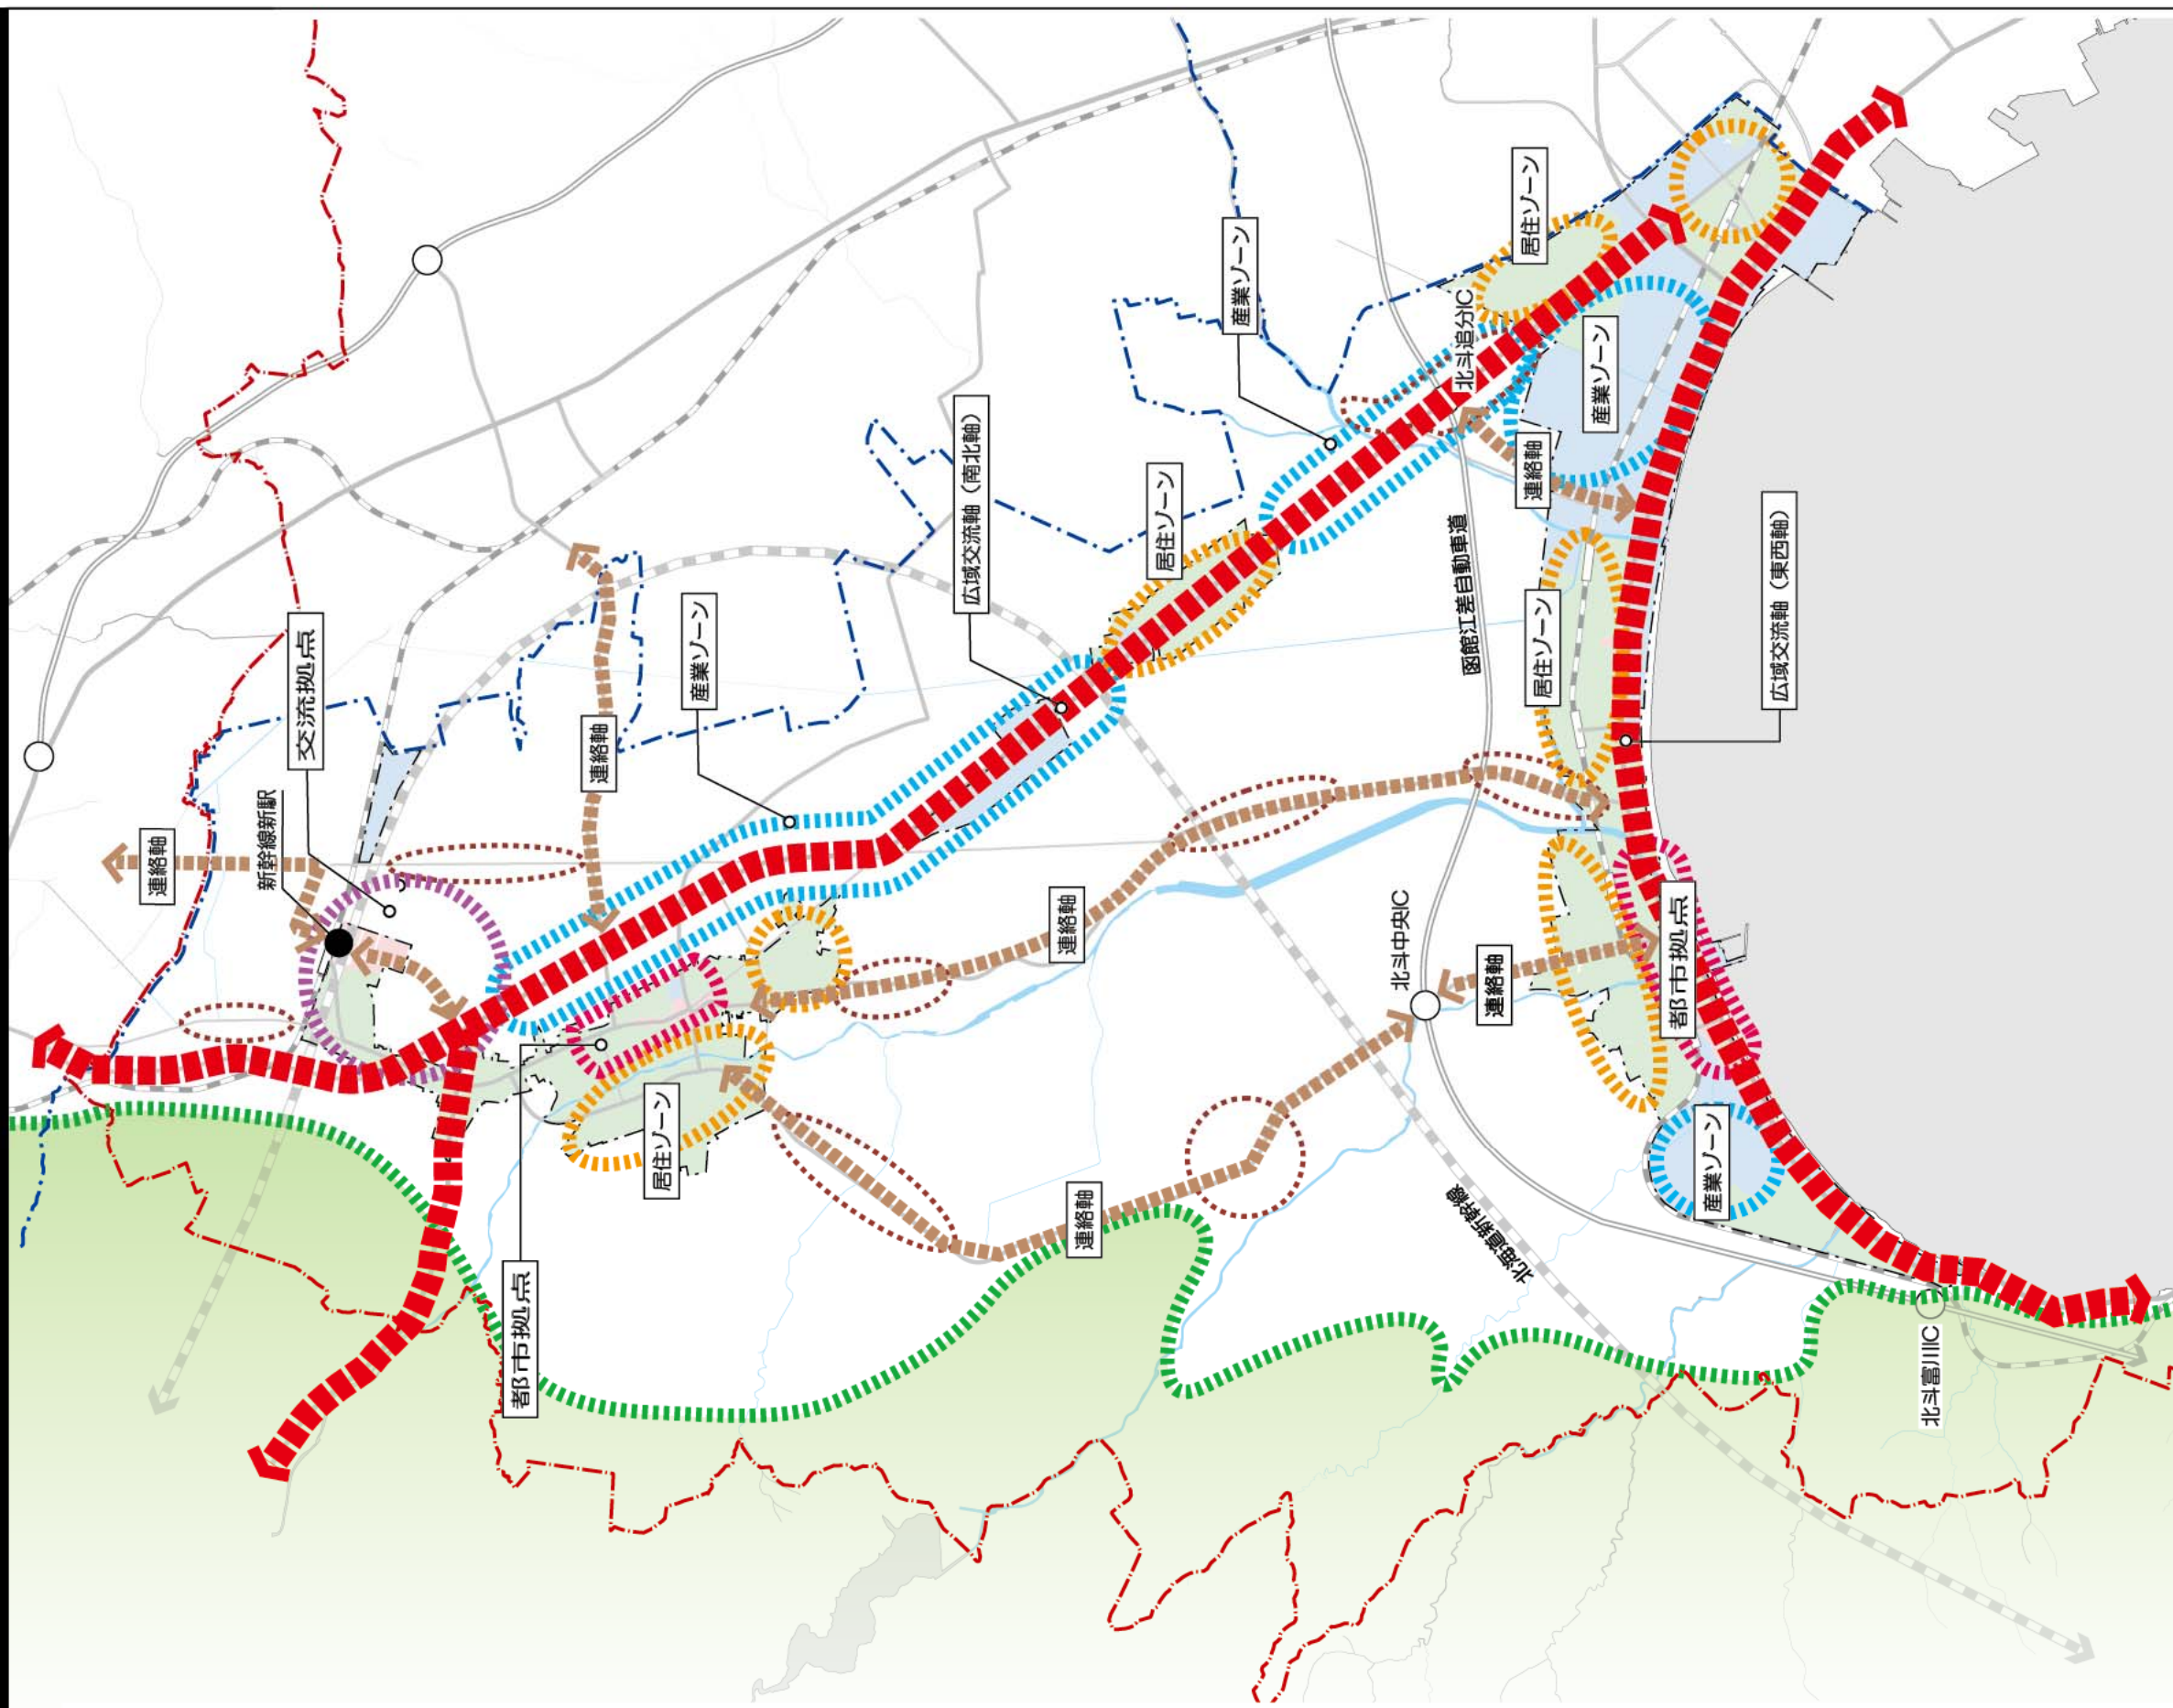 連絡軸
新幹線新駅
交流拠点
連絡軸
産業ゾーン
都市拠点
居住ゾーン
広域交流軸（南北軸）
連絡軸
連絡軸
居住ゾーン
産業ゾーン
北斗中央IC
函館江差自動車道
北斗追分IC
北海道新幹線
連絡軸
連絡軸
居住ゾーン
居住ゾーン
産業ゾーン
都市拠点
産業ゾーン
広域交流軸（東西軸）
北斗富川IC